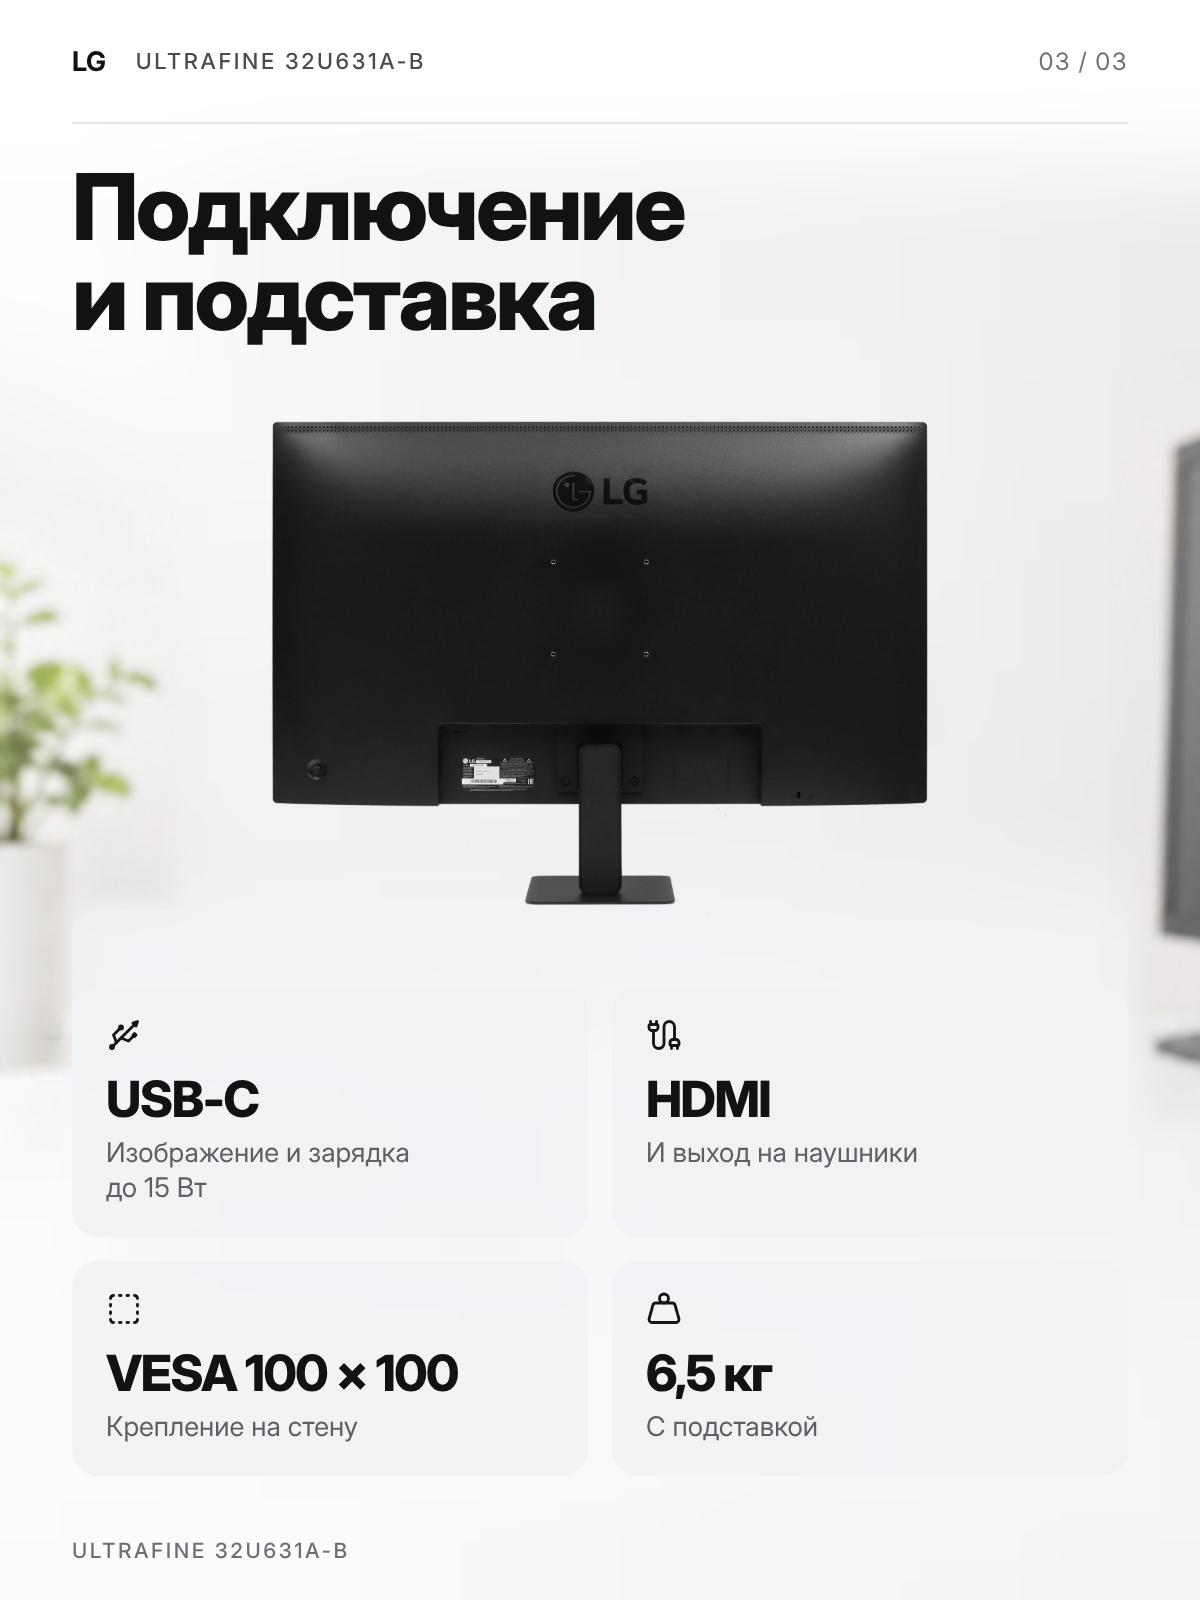 LG ULTRAFINE 32U631A-B 03 / 03
Подключение
и подставка
LG
LG
USB-C
Изображение и зарядка
до 15 Вт
HDMI
И выход на наушники
VESA 100 × 100
Крепление на стену
6,5 кг
С подставкой
ULTRAFINE 32U631A-B